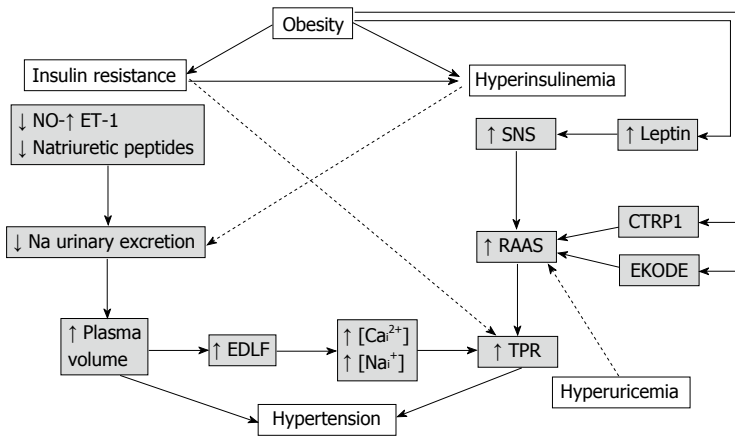 Obesity
Insulin resistance
Hyperinsulinemia
↓ NO-↑ ET-1
↓ Natriuretic peptides
↑ SNS
↑ Leptin
↓ Na urinary excretion
↑ RAAS
CTRP1
EKODE
↑ Plasma
volume
↑ EDLF
↑ [Caᵢ²⁺]
↑ [Naᵢ⁺]
↑ TPR
Hyperuricemia
Hypertension